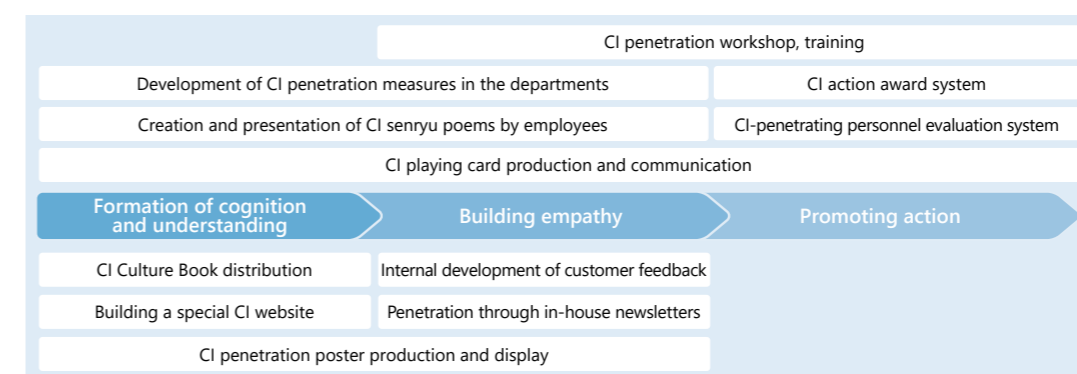 CI penetration workshop, training
Development of CI penetration measures in the departments
CI action award system
Creation and presentation of CI senryu poems by employees
CI-penetrating personnel evaluation system
CI playing card production and communication
Formation of cognition
and understanding
Building empathy
Promoting action
CI Culture Book distribution
Internal development of customer feedback
Building a special CI website
Penetration through in-house newsletters
CI penetration poster production and display